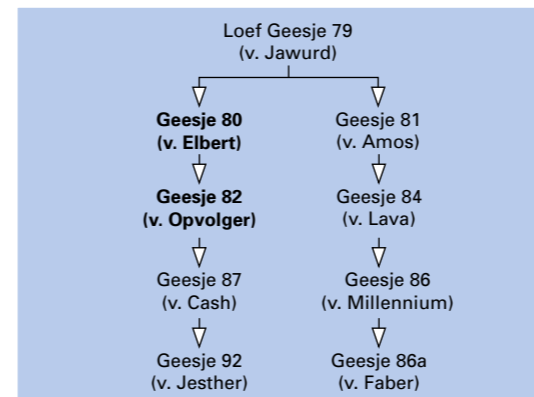 Loef Geesje 79
(v. Jawurd)
Geesje 80
(v. Elbert)
Geesje 81
(v. Amos)
Geesje 82
(v. Opvolger)
Geesje 84
(v. Lava)
Geesje 87
(v. Cash)
Geesje 86
(v. Millennium)
Geesje 92
(v. Jesther)
Geesje 86a
(v. Faber)